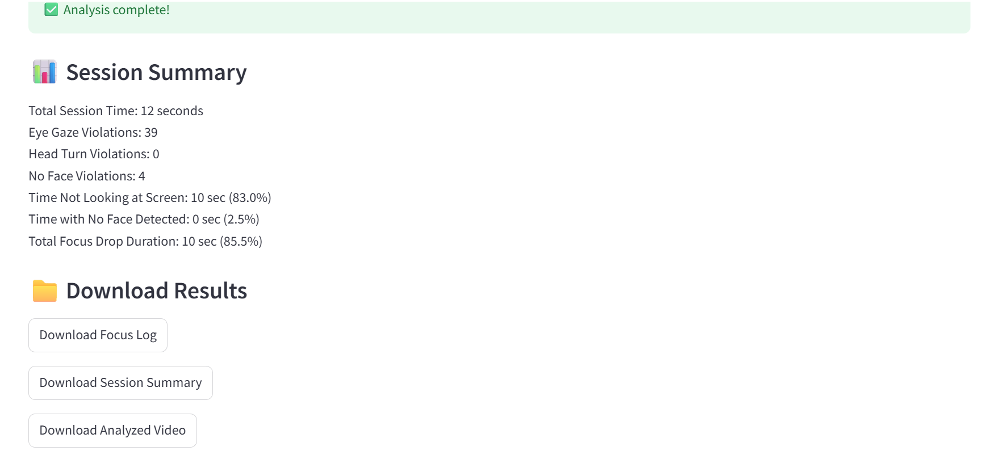 ✅ Analysis complete!
📊 Session Summary
Total Session Time: 12 seconds
Eye Gaze Violations: 39
Head Turn Violations: 0
No Face Violations: 4
Time Not Looking at Screen: 10 sec (83.0%)
Time with No Face Detected: 0 sec (2.5%)
Total Focus Drop Duration: 10 sec (85.5%)
📁 Download Results
Download Focus Log
Download Session Summary
Download Analyzed Video